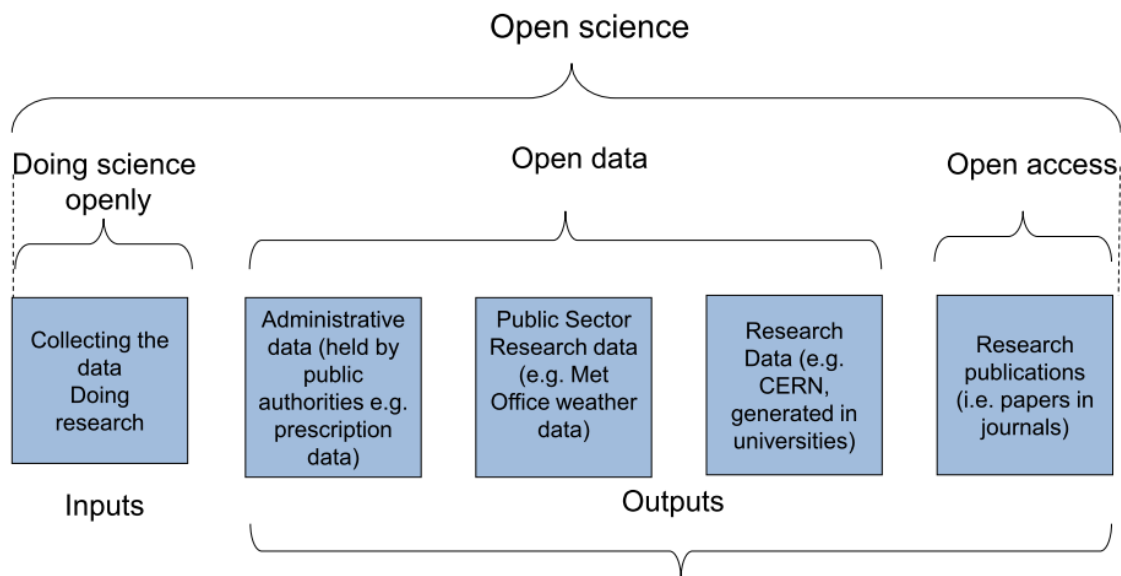 Open science
Doing science
openly
Open data
Open access
Collecting the
data
Doing
research
Administrative
data (held by
public
authorities e.g.
prescription
data)
Public Sector
Research data
(e.g. Met
Office weather
data)
Research
Data (e.g.
CERN,
generated in
universities)
Research
publications
(i.e. papers in
journals)
Inputs
Outputs